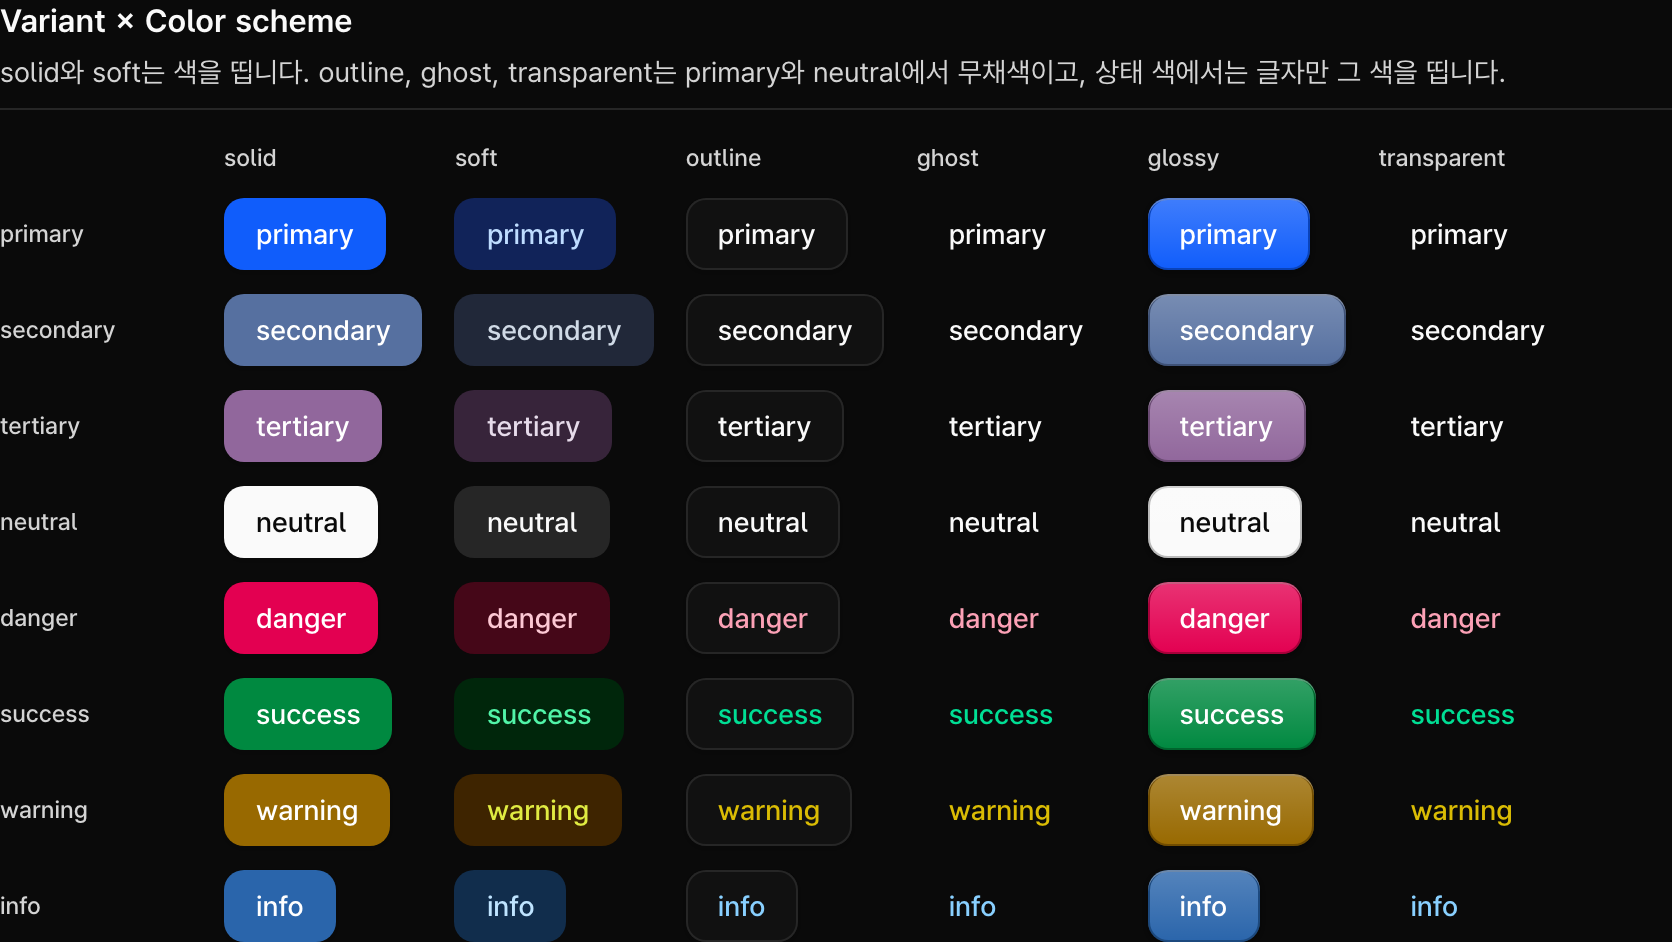 Variant × Color scheme
solid와 soft는 색을 띕니다. outline, ghost, transparent는 primary와 neutral에서 무채색이고, 상태 색에서는 글자만 그 색을 띕니다.
solid soft outline ghost glossy transparent
primary primary primary primary primary primary primary
secondary secondary secondary secondary secondary secondary secondary
tertiary tertiary tertiary tertiary tertiary tertiary tertiary
neutral neutral neutral neutral neutral neutral neutral
danger danger danger danger danger danger danger
success success success success success success success
warning warning warning warning warning warning warning
info info info info info info info